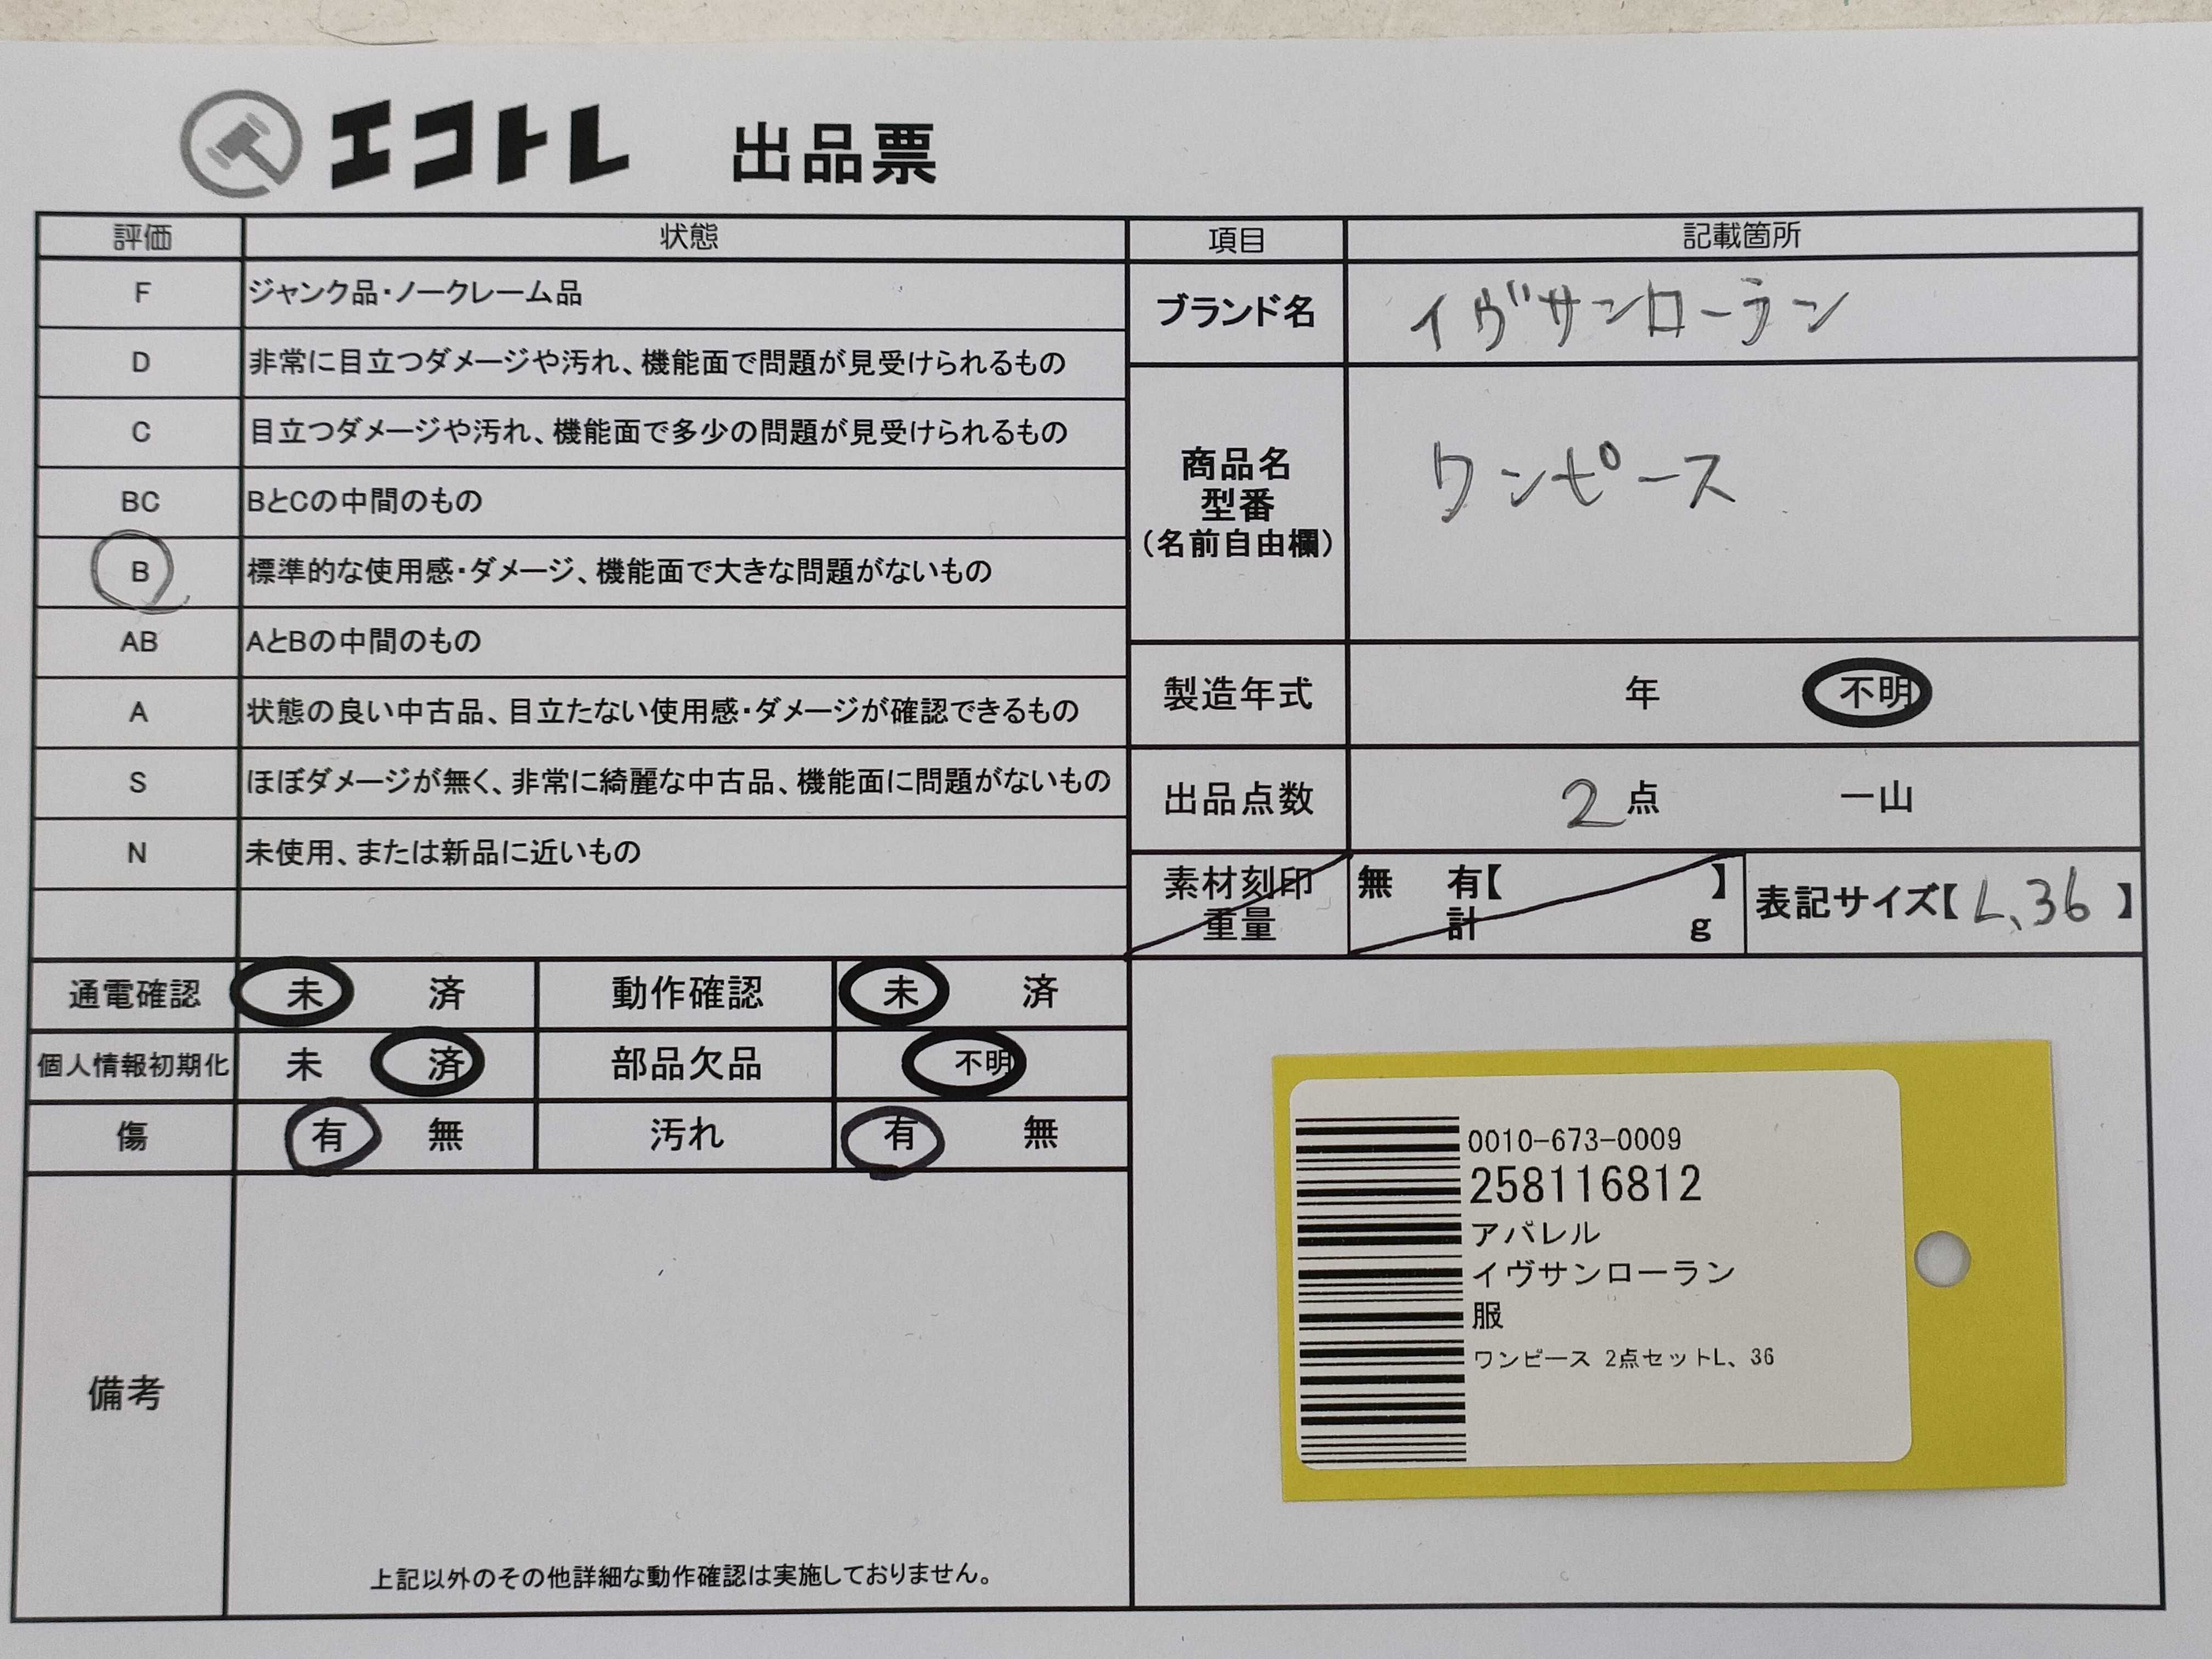 エコトレ 出品票
評価 状態
F ジャンク品・ノークレーム品
D 非常に目立つダメージや汚れ、機能面で問題が見受けられるもの
C 目立つダメージや汚れ、機能面で多少の問題が見受けられるもの
BC BとCの中間のもの
B 標準的な使用感・ダメージ、機能面で大きな問題がないもの
AB AとBの中間のもの
A 状態の良い中古品、目立たない使用感・ダメージが確認できるもの
S ほぼダメージが無く、非常に綺麗な中古品、機能面に問題がないもの
N 未使用、または新品に近いもの
通電確認 未 済 動作確認 未 済
個人情報初期化 未 済 部品欠品 不明
傷 有 無 汚れ 有 無
備考
上記以外のその他詳細な動作確認は実施しておりません。
項目 記載箇所
ブランド名 イヴサンローラン
商品名
型番
(名前自由欄)
ワンピース
製造年式 年 不明
出品点数 2点 一山
素材刻印 無 有【 】
重量 計 g
表記サイズ【L、36】
0010-673-0009
258116812
アパレル
イヴサンローラン
服
ワンピース 2点セットL、36